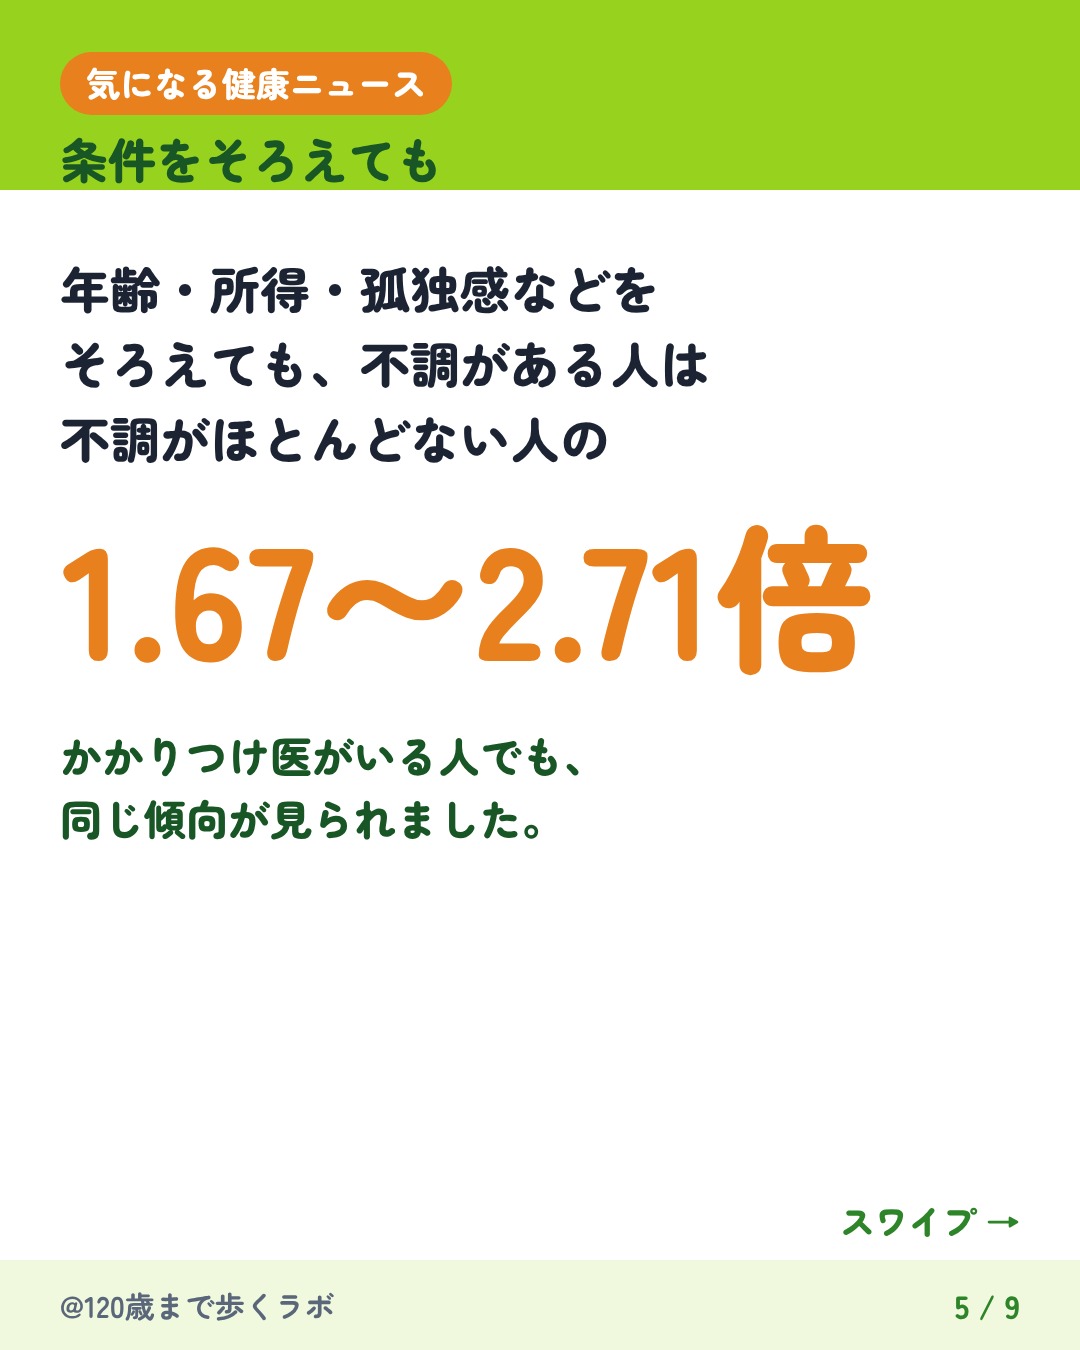 気になる健康ニュース
条件をそろえても
年齢・所得・孤独感などを
そろえても、不調がある人は
不調がほとんどない人の
1.67〜2.71倍
かかりつけ医がいる人でも、
同じ傾向が見られました。
スワイプ →
@120歳まで歩くラボ
5 / 9